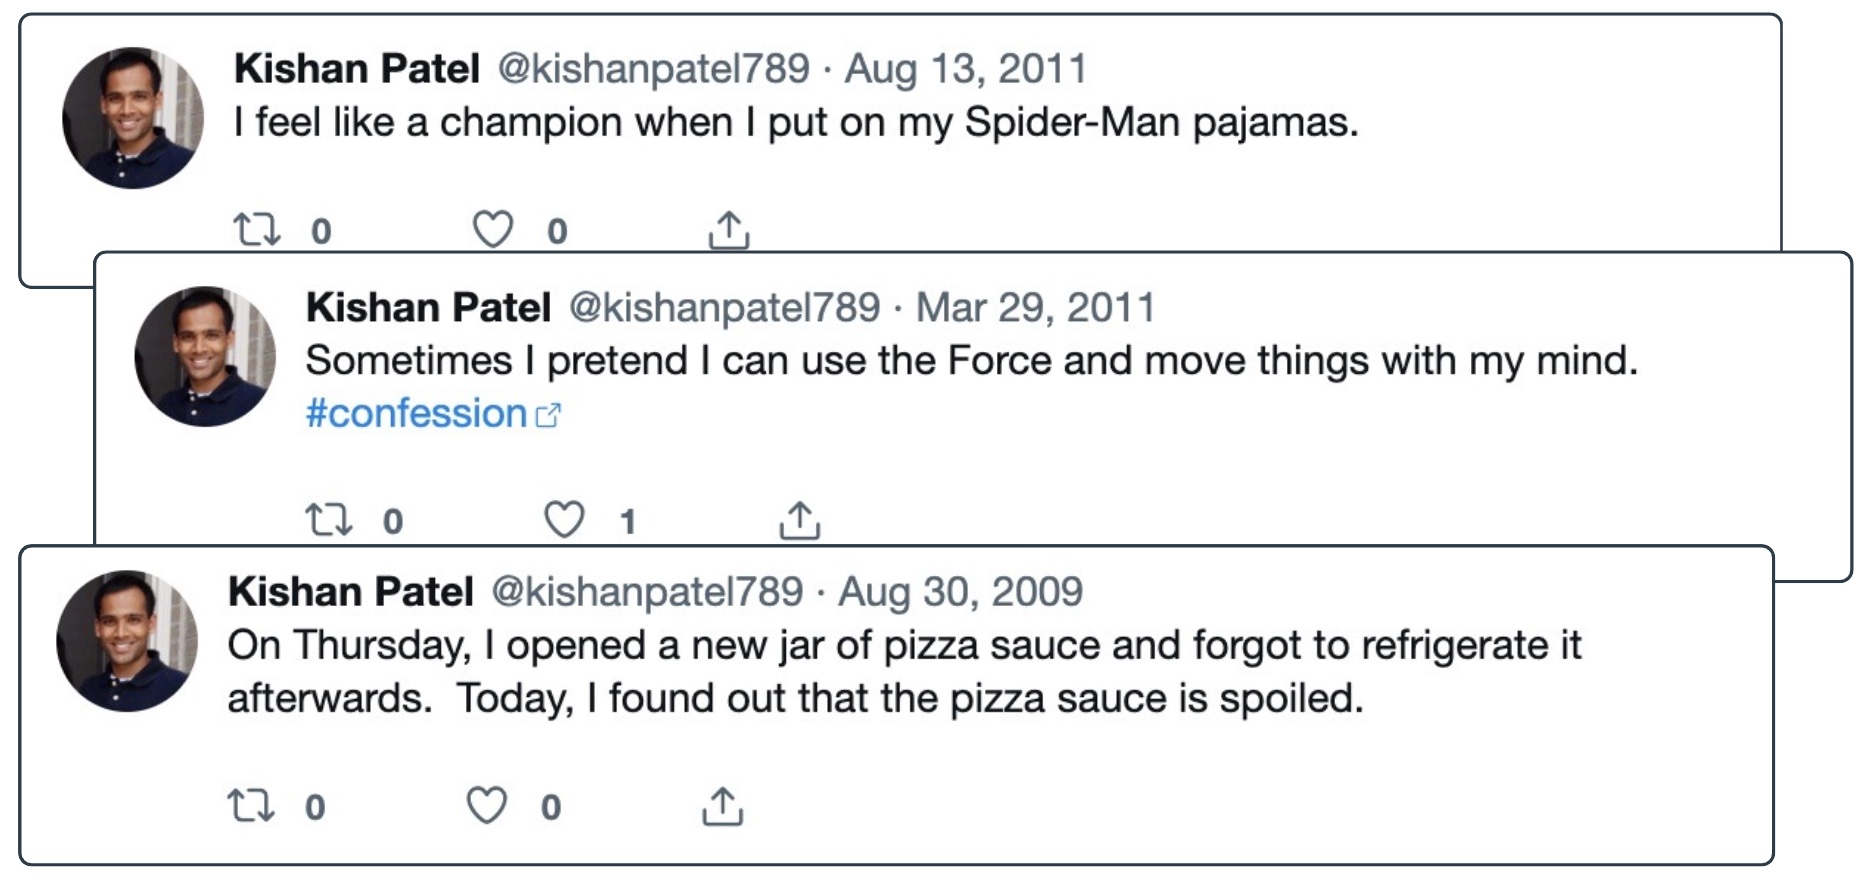 Kishan Patel @kishanpatel789 · Aug 13, 2011
I feel like a champion when I put on my Spider-Man pajamas.
0 0
Kishan Patel @kishanpatel789 · Mar 29, 2011
Sometimes I pretend I can use the Force and move things with my mind.
#confession
0 1
Kishan Patel @kishanpatel789 · Aug 30, 2009
On Thursday, I opened a new jar of pizza sauce and forgot to refrigerate it
afterwards.  Today, I found out that the pizza sauce is spoiled.
0 0